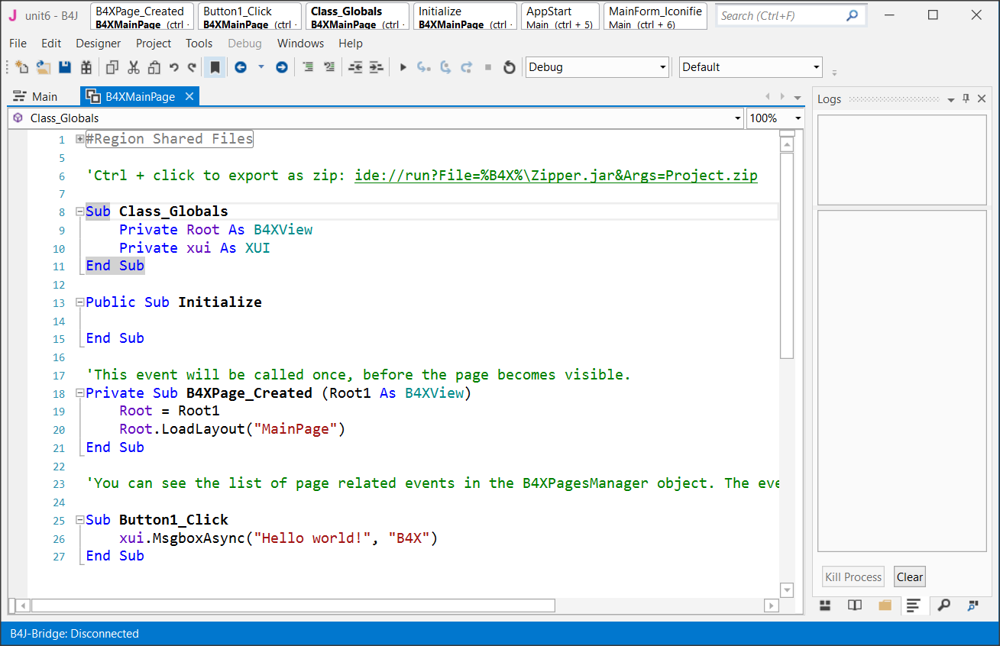 unit6 - B4J
B4XPage_Created
B4XMainPage (ctrl ·
Button1_Click
B4XMainPage (ctrl ·
Class_Globals
B4XMainPage (ctrl ·
Initialize
B4XMainPage (ctrl ·
AppStart
Main (ctrl + 5)
MainForm_Iconifie
Main (ctrl + 6)
Search (Ctrl+F)
File Edit Designer Project Tools Debug Windows Help
Debug Default
Main B4XMainPage
Logs
Class_Globals 100%
1 #Region Shared Files
5
6 'Ctrl + click to export as zip: ide://run?File=%B4X%\Zipper.jar&Args=Project.zip
7
8 Sub Class_Globals
9 Private Root As B4XView
10 Private xui As XUI
11 End Sub
12
13 Public Sub Initialize
14
15 End Sub
16
17 'This event will be called once, before the page becomes visible.
18 Private Sub B4XPage_Created (Root1 As B4XView)
19 Root = Root1
20 Root.LoadLayout("MainPage")
21 End Sub
22
23 'You can see the list of page related events in the B4XPagesManager object. The eve
24
25 Sub Button1_Click
26 xui.MsgboxAsync("Hello world!", "B4X")
27 End Sub
Kill Process Clear
B4J-Bridge: Disconnected